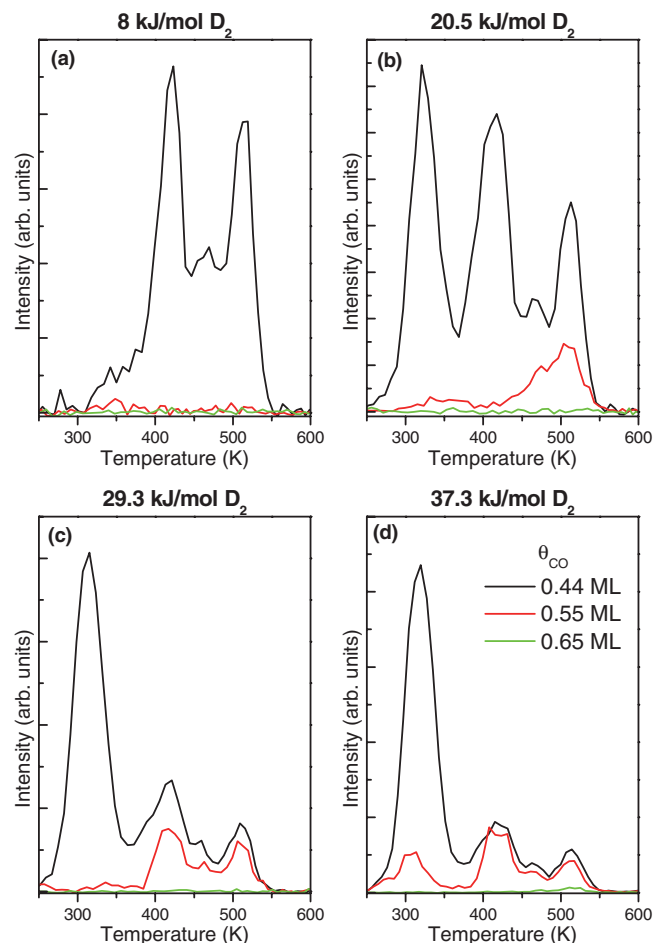 8 kJ/mol D₂
(a)
Intensity (arb. units)
300 400 500 600
Temperature (K)
20.5 kJ/mol D₂
(b)
Intensity (arb. units)
300 400 500 600
Temperature (K)
29.3 kJ/mol D₂
(c)
Intensity (arb. units)
300 400 500 600
Temperature (K)
37.3 kJ/mol D₂
(d)
θ_CO
0.44 ML
0.55 ML
0.65 ML
Intensity (arb. units)
300 400 500 600
Temperature (K)